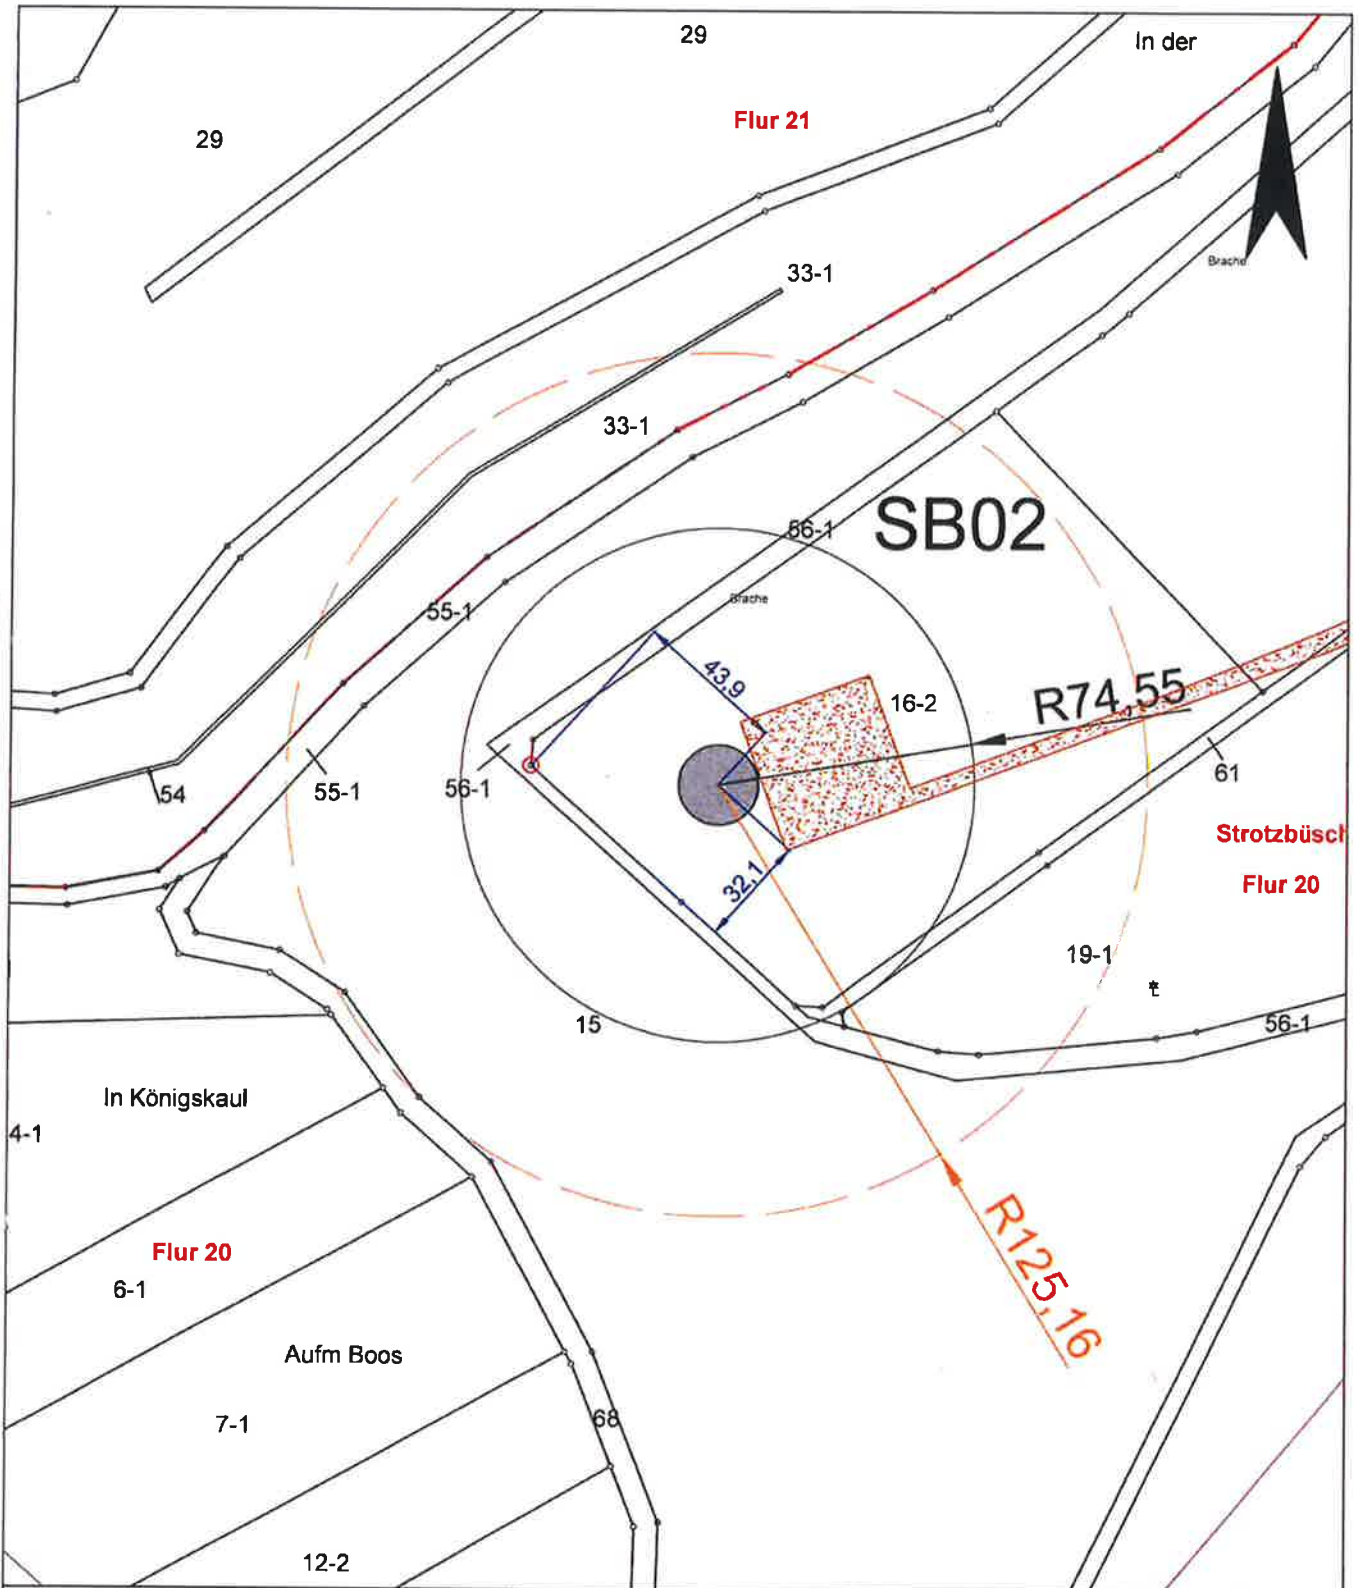 29
In der
Flur 21
29
Brache
33-1
33-1
SB02
56-1
Brache
55-1
43,9
16-2
R74,55
61
54
55-1
56-1
Strotzbüsch
32,1
Flur 20
19-1
15
56-1
In Königskaul
4-1
R125,16
Flur 20
6-1
Aufm Boos
7-1
68
12-2